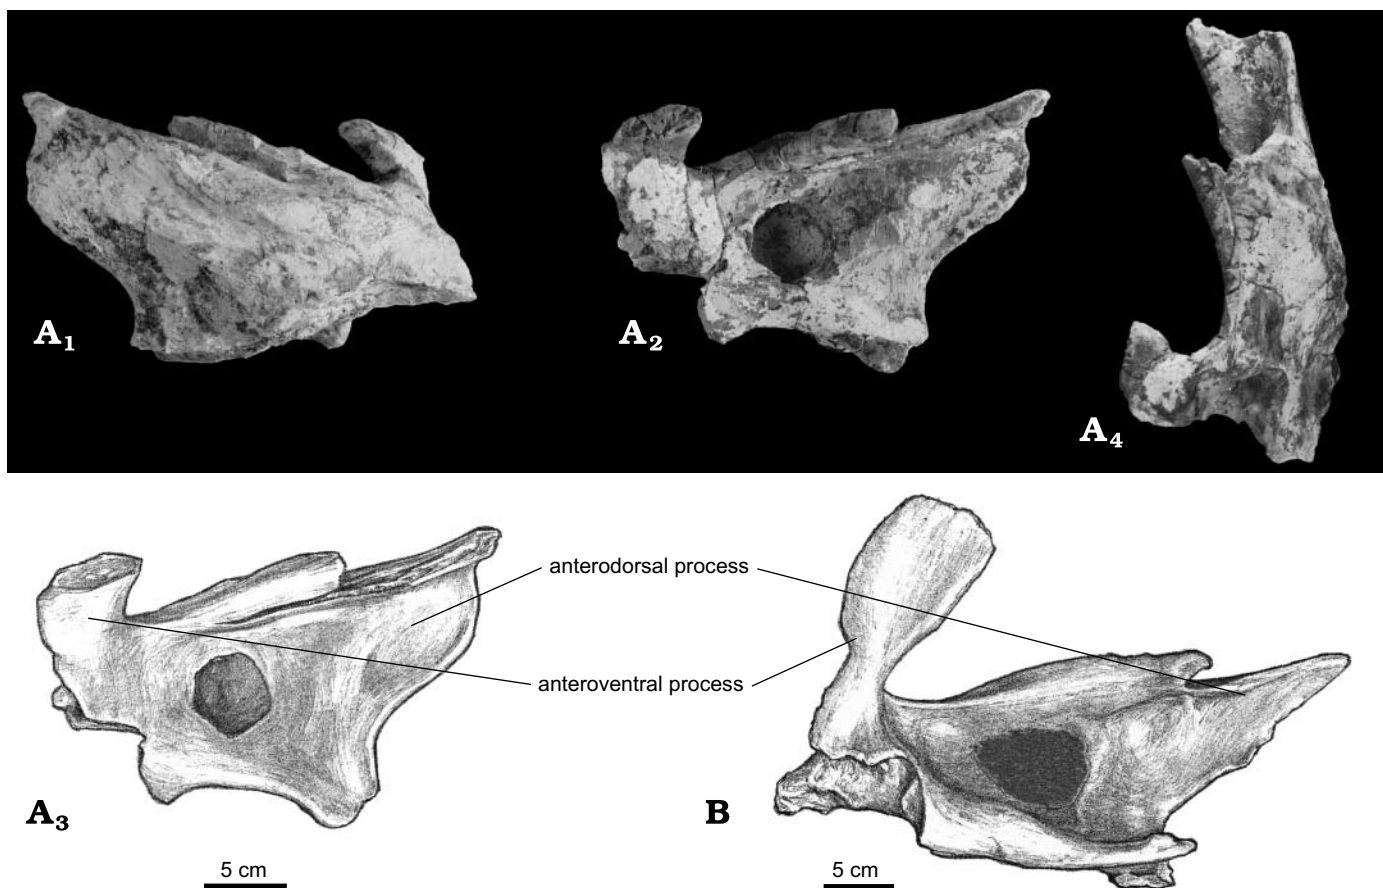 A1
A2
A4
anterodorsal process
anteroventral process
A3
B
5 cm
5 cm